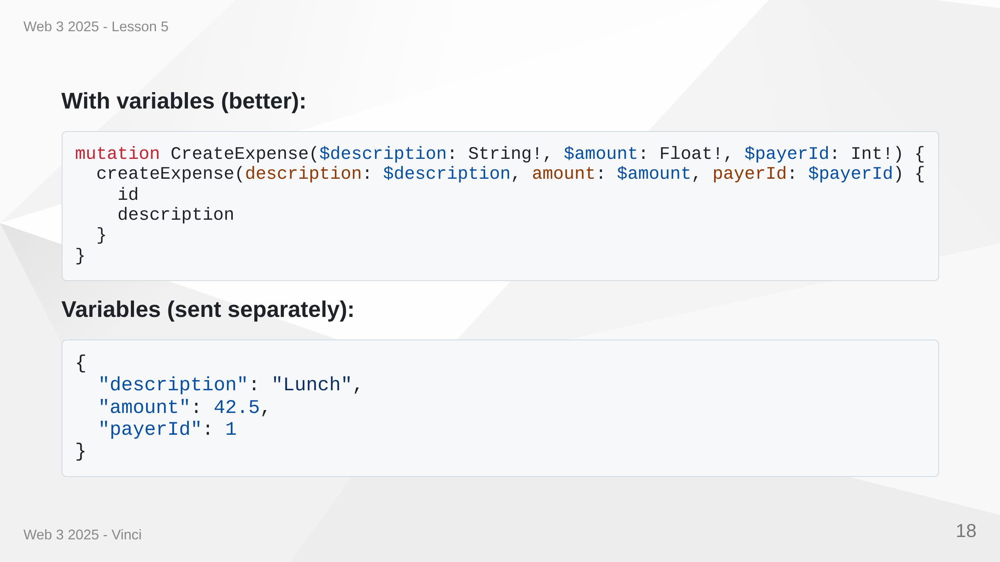 Web 3 2025 - Lesson 5
With variables (better):
mutation CreateExpense($description: String!, $amount: Float!, $payerId: Int!) {
  createExpense(description: $description, amount: $amount, payerId: $payerId) {
    id
    description
  }
}
Variables (sent separately):
{
  "description": "Lunch",
  "amount": 42.5,
  "payerId": 1
}
Web 3 2025 - Vinci
18